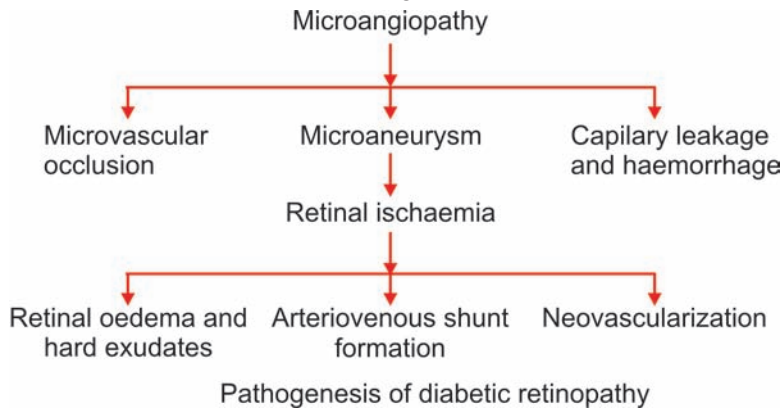 Microangiopathy
Microvascular
occlusion
Microaneurysm
Capilary leakage
and haemorrhage
Retinal ischaemia
Retinal oedema and
hard exudates
Arteriovenous shunt
formation
Neovascularization
Pathogenesis of diabetic retinopathy